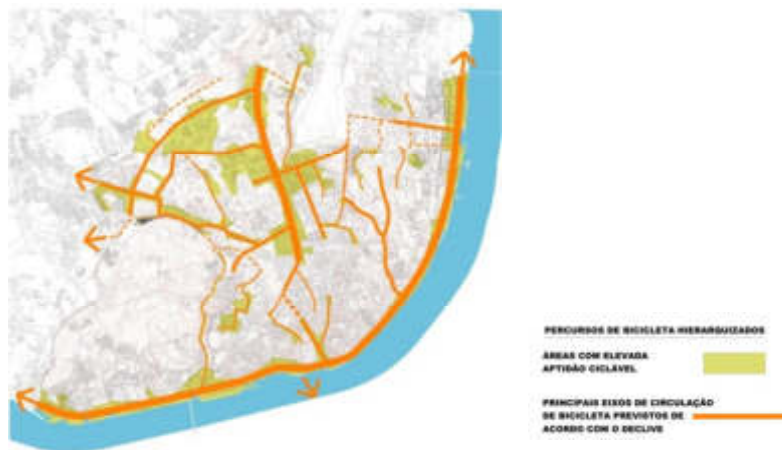 PERCURSOS DE BICICLETA HIERARQUIZADOS
ÁREAS COM ELEVADA
APTIDÃO CICLÁVEL
PRINCIPAIS EIXOS DE CIRCULAÇÃO
DE BICICLETA PREVISTOS DE
ACORDO COM O DECLIVE